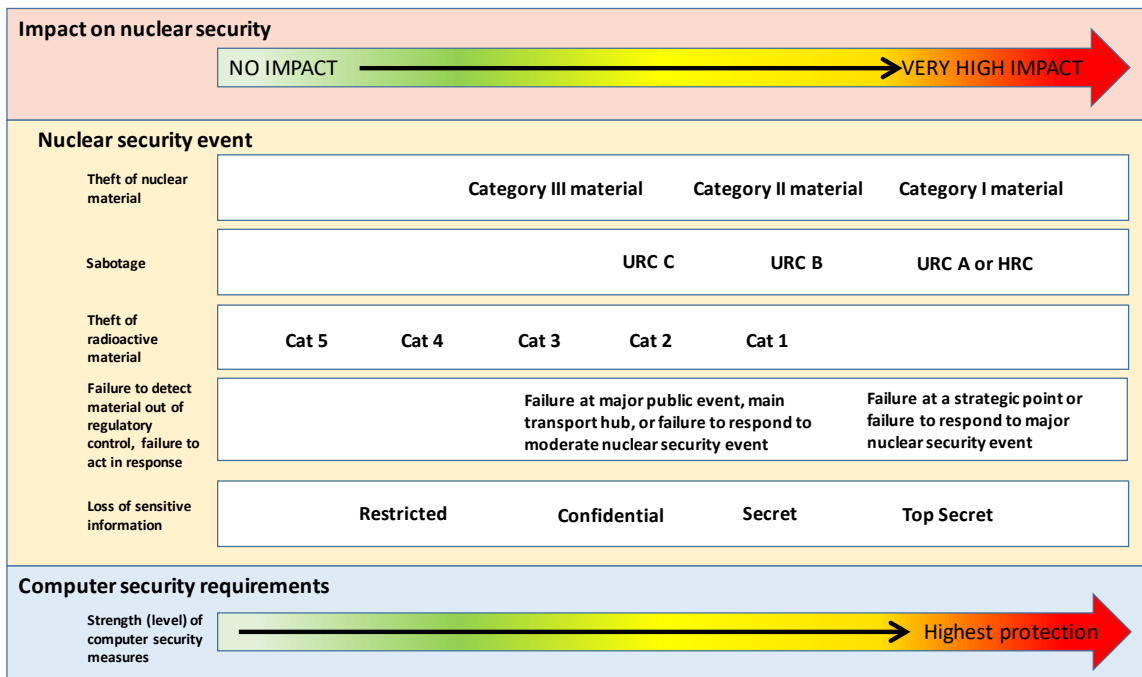 Impact on nuclear security
NO IMPACT
VERY HIGH IMPACT
Nuclear security event
Theft of nuclear
material
Category III material
Category II material
Category I material
Sabotage
URC C
URC B
URC A or HRC
Theft of
radioactive
material
Cat 5
Cat 4
Cat 3
Cat 2
Cat 1
Failure to detect
material out of
regulatory
control, failure to
act in response
Failure at major public event, main
transport hub, or failure to respond to
moderate nuclear security event
Failure at a strategic point or
failure to respond to major
nuclear security event
Loss of sensitive
information
Restricted
Confidential
Secret
Top Secret
Computer security requirements
Strength (level) of
computer security
measures
Highest protection